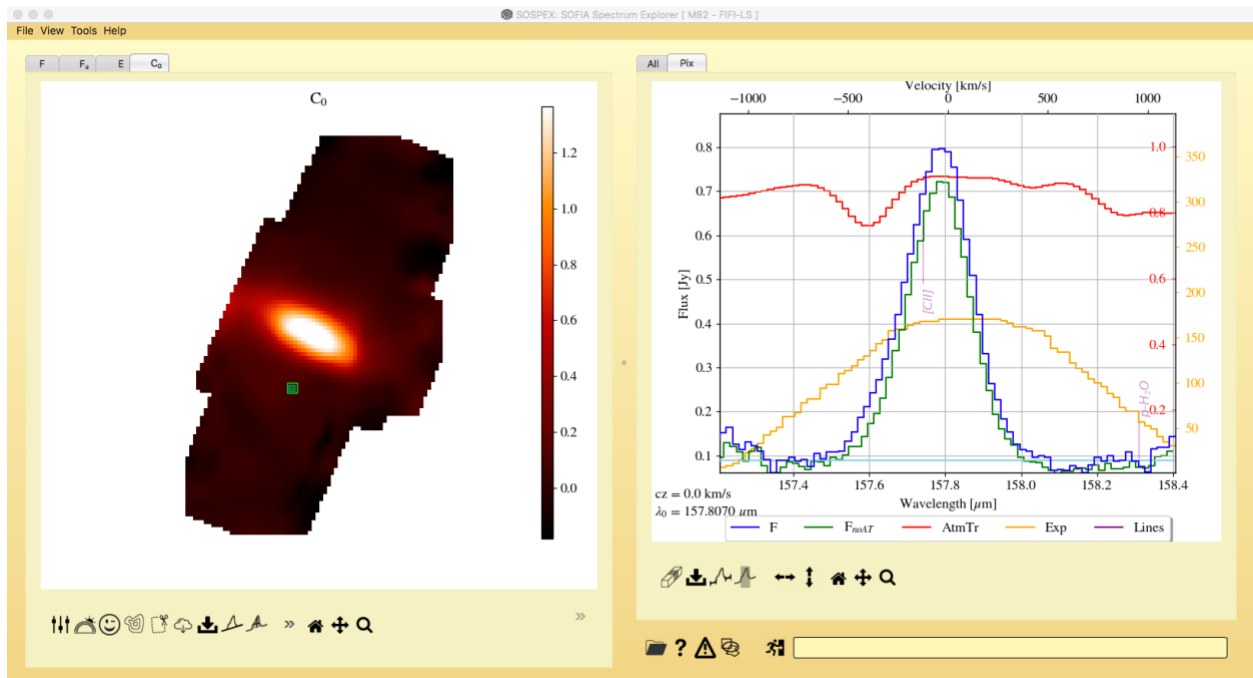 SOSPEX: SOFIA Spectrum Explorer [ M82 - FIFI-LS ]
File View Tools Help
F Fᵤ E C₀
C₀
1.2
1.0
0.8
0.6
0.4
0.2
0.0
All Pix
Velocity [km/s]
−1000 −500 0 500 1000
0.8
0.7
0.6
0.5
0.4
0.3
0.2
0.1
Flux [Jy]
1.0
0.8
0.6
0.4
0.2
350
300
250
200
150
100
50
[CII]
p-H₂O
157.4 157.6 157.8 158.0 158.2 158.4
Wavelength [μm]
cz = 0.0 km/s
λ₀ = 157.8070 μm
F FₙₒAT AtmTr Exp Lines
»
»
?